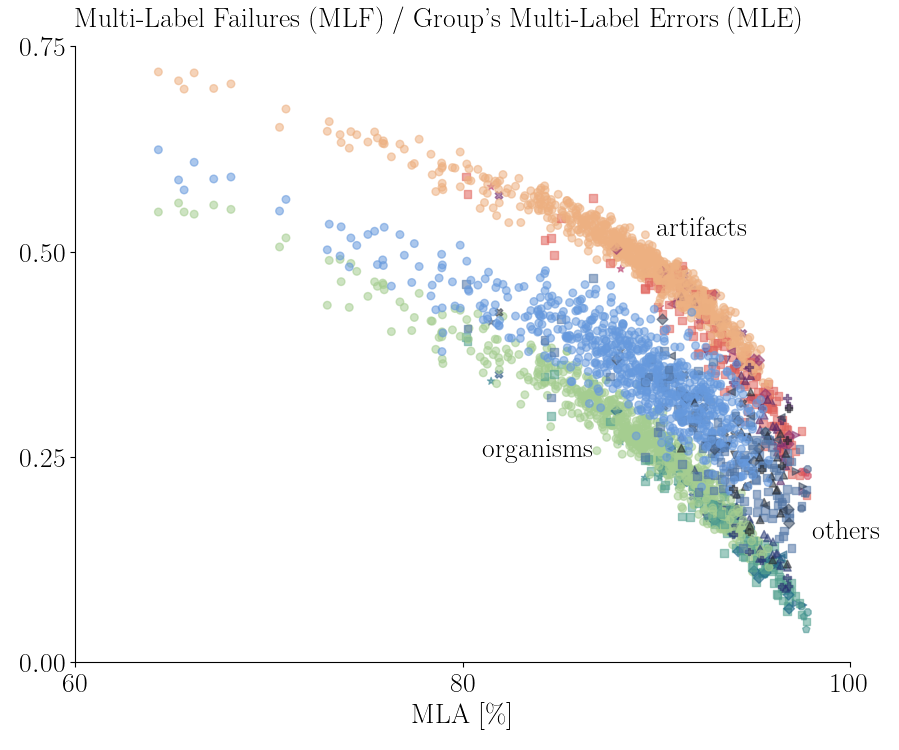 Multi-Label Failures (MLF) / Group's Multi-Label Errors (MLE)
0.75
artifacts
0.50
organisms
0.25
others
0.00
60 80 100
MLA [%]